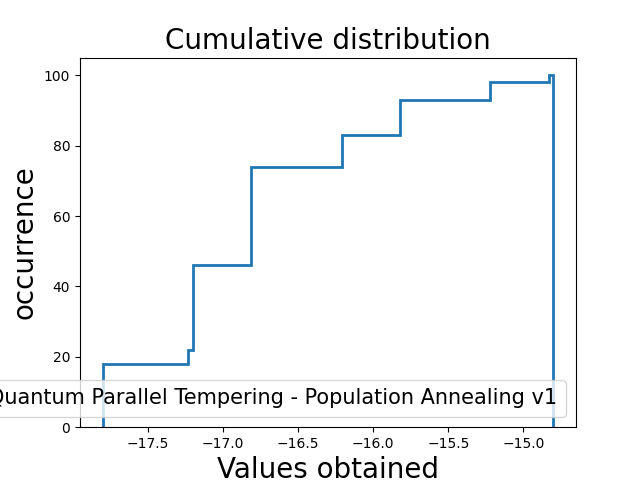 Cumulative distribution
100
80
60
40
20
0
occurrence
Quantum Parallel Tempering - Population Annealing v1
−17.5 −17.0 −16.5 −16.0 −15.5 −15.0
Values obtained